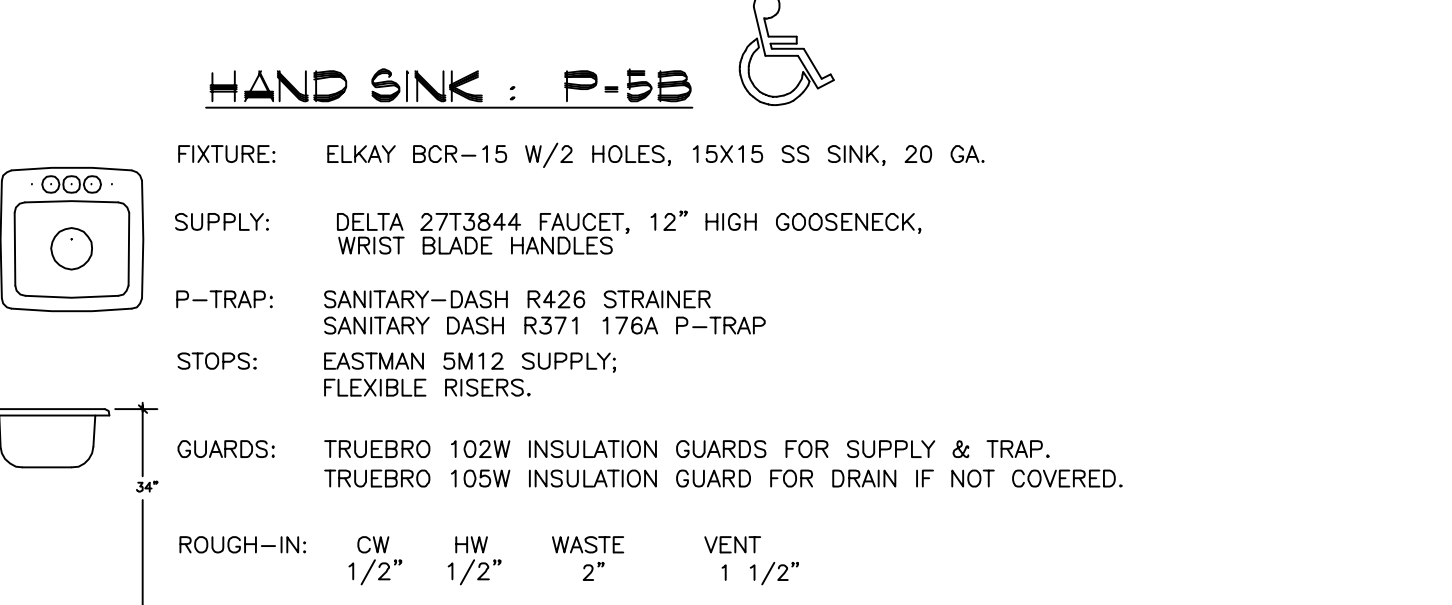 HAND SINK : P-5B
FIXTURE: ELKAY BCR-15 W/2 HOLES, 15X15 SS SINK, 20 GA.
SUPPLY: DELTA 27T3844 FAUCET, 12" HIGH GOOSENECK,
WRIST BLADE HANDLES
P-TRAP: SANITARY-DASH R426 STRAINER
SANITARY DASH R371 176A P-TRAP
STOPS: EASTMAN 5M12 SUPPLY;
FLEXIBLE RISERS.
GUARDS: TRUEBRO 102W INSULATION GUARDS FOR SUPPLY & TRAP.
TRUEBRO 105W INSULATION GUARD FOR DRAIN IF NOT COVERED.
34"
ROUGH-IN: CW HW WASTE VENT
1/2" 1/2" 2" 1 1/2"